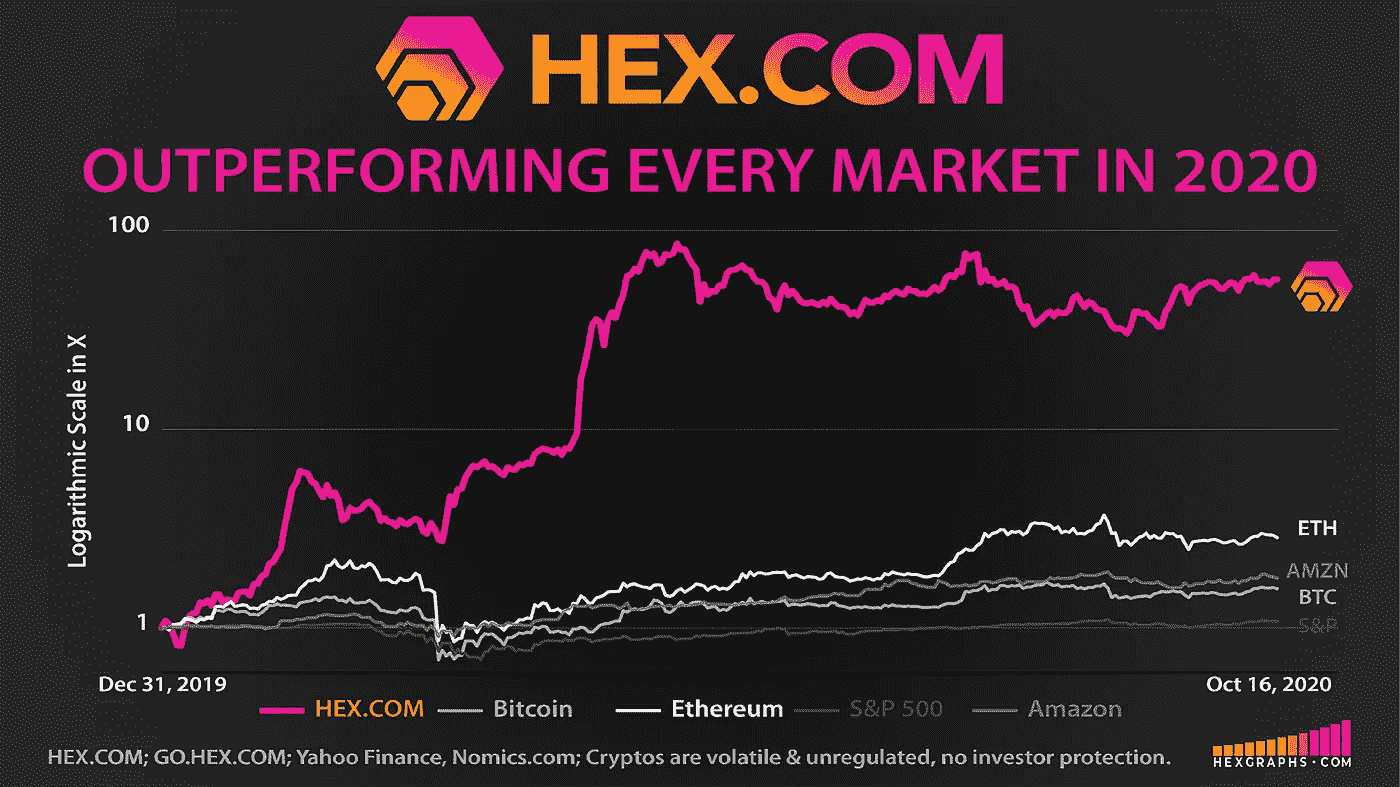 HEX.COM
OUTPERFORMING EVERY MARKET IN 2020
100
10
1
Logarithmic Scale in X
ETH
AMZN
BTC
S&P
Dec 31, 2019
Oct 16, 2020
HEX.COM Bitcoin Ethereum S&P 500 Amazon
HEX.COM; GO.HEX.COM; Yahoo Finance, Nomics.com; Cryptos are volatile & unregulated, no investor protection.
HEXGRAPHS.COM